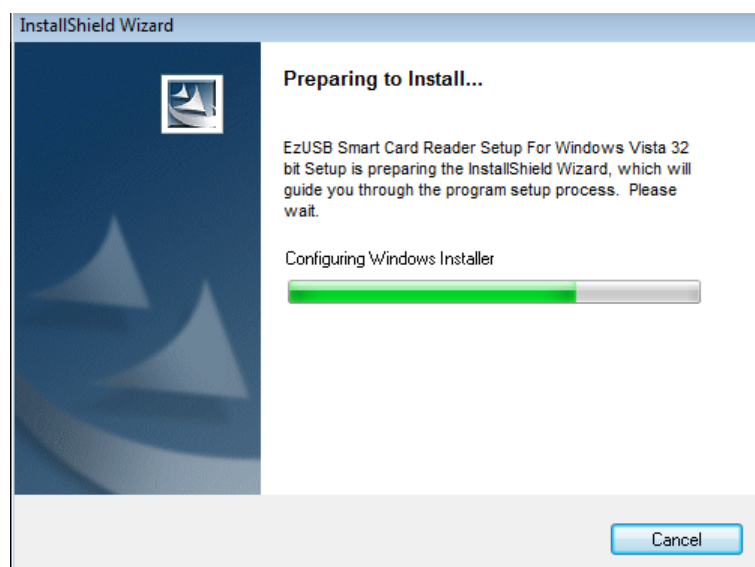 InstallShield Wizard
Preparing to Install...
EzUSB Smart Card Reader Setup For Windows Vista 32
bit Setup is preparing the InstallShield Wizard, which will
guide you through the program setup process.  Please
wait.
Configuring Windows Installer
Cancel